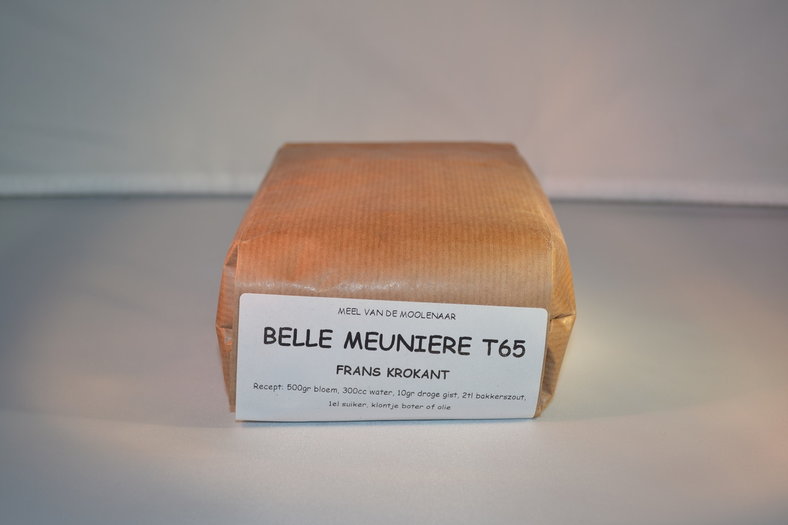 MEEL VAN DE MOOLENAAR
BELLE MEUNIERE T65
FRANS KROKANT
Recept: 500gr bloem, 300cc water, 10gr droge gist, 2tl bakkerszout,
1el suiker, klontje boter of olie